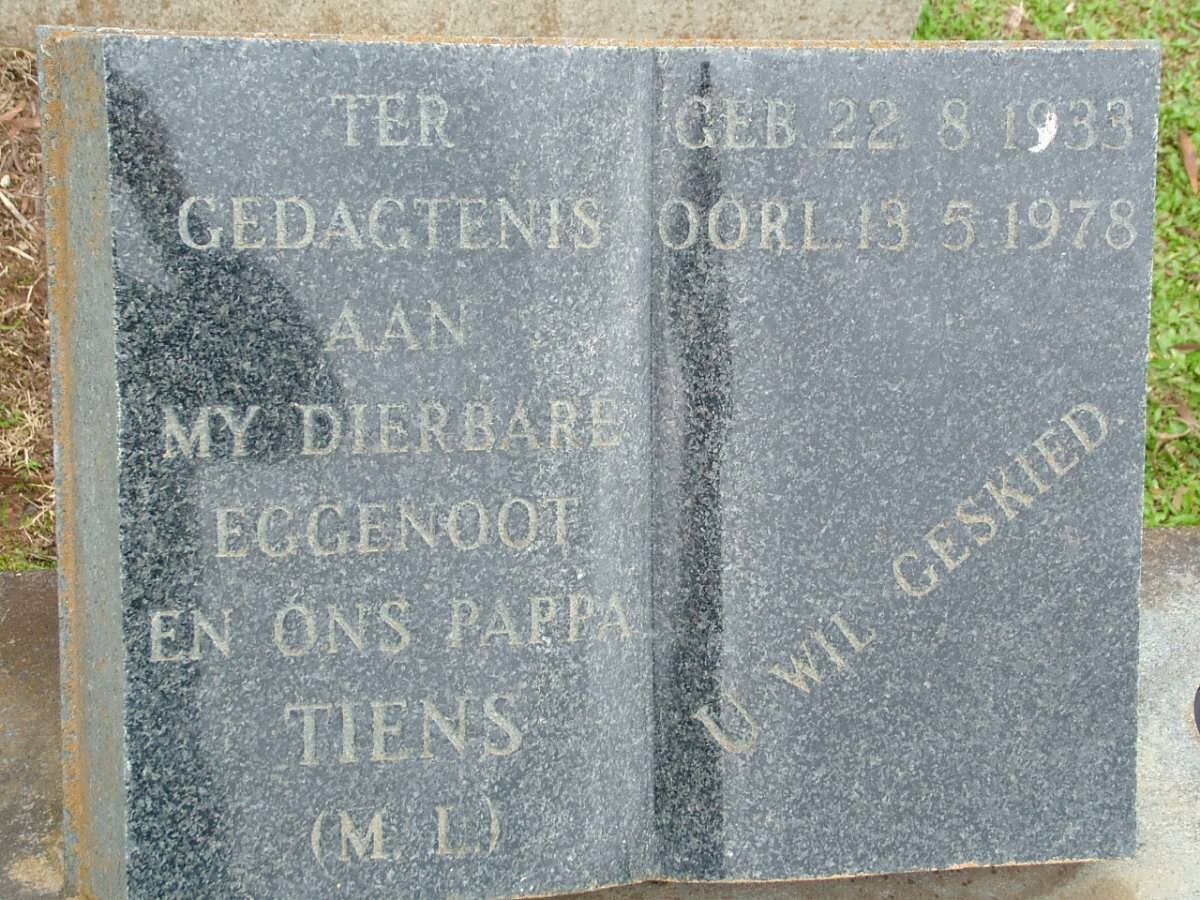 TER
GEDAGTENIS
AAN
MY DIERBARE
EGGENOOT
EN ONS PAPPA
TIENS
(M. L.)
GEB 22 8 1933
OORL 13 5 1978
U WIL GESKIED.